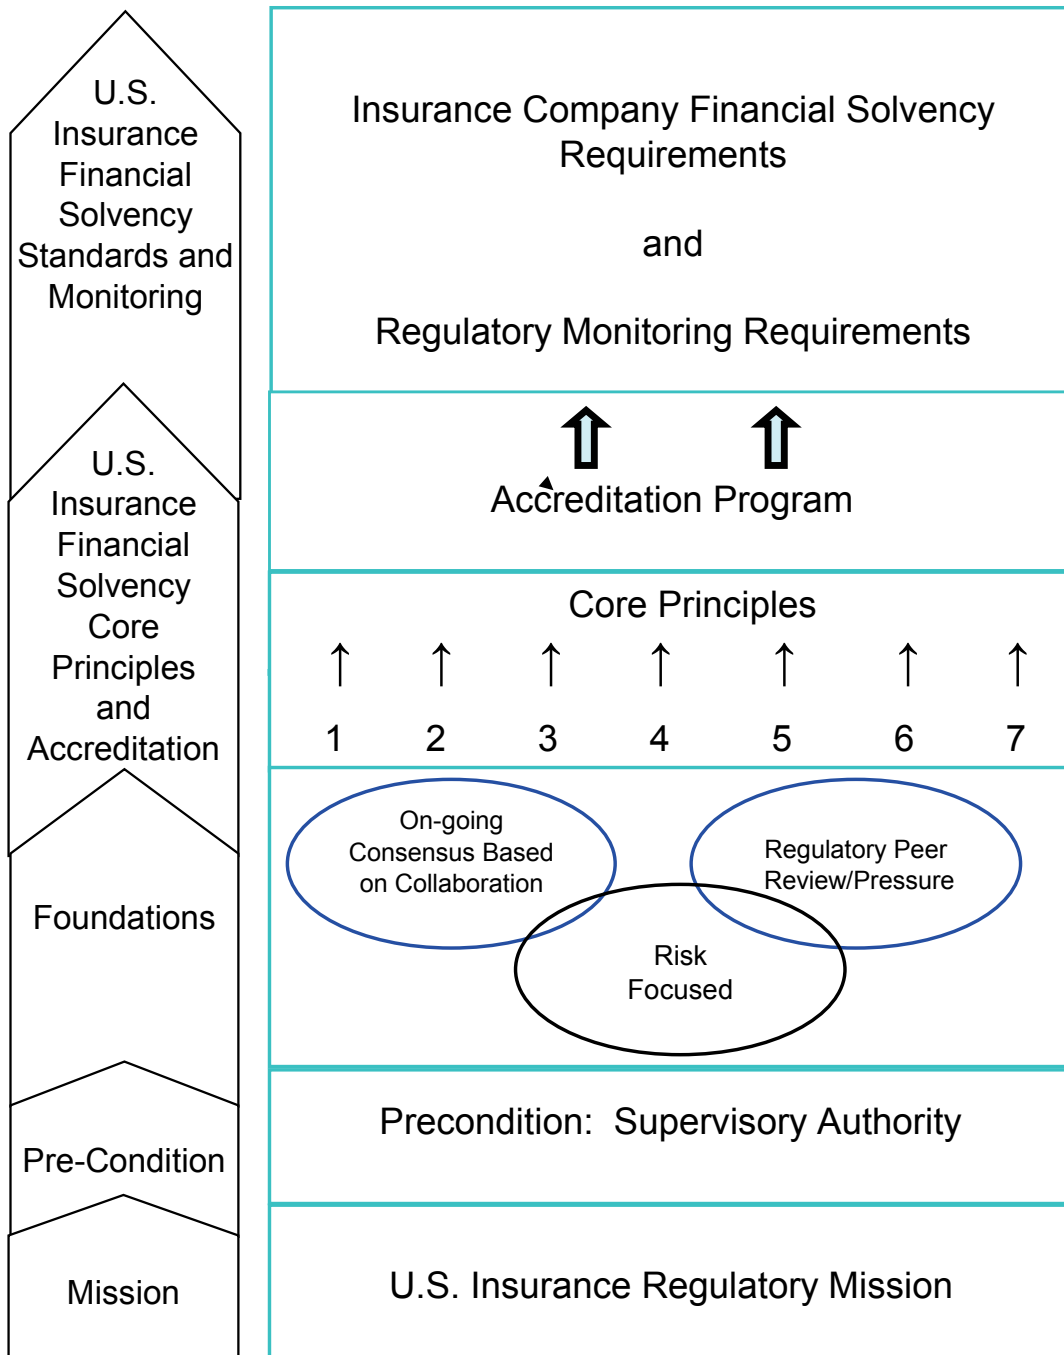 U.S.
Insurance
Financial
Solvency
Standards and
Monitoring
Insurance Company Financial Solvency
Requirements
and
Regulatory Monitoring Requirements
U.S.
Insurance
Financial
Solvency
Core
Principles
and
Accreditation
Accreditation Program
Core Principles
1 2 3 4 5 6 7
Foundations
On-going
Consensus Based
on Collaboration
Regulatory Peer
Review/Pressure
Risk
Focused
Pre-Condition
Precondition: Supervisory Authority
Mission
U.S. Insurance Regulatory Mission